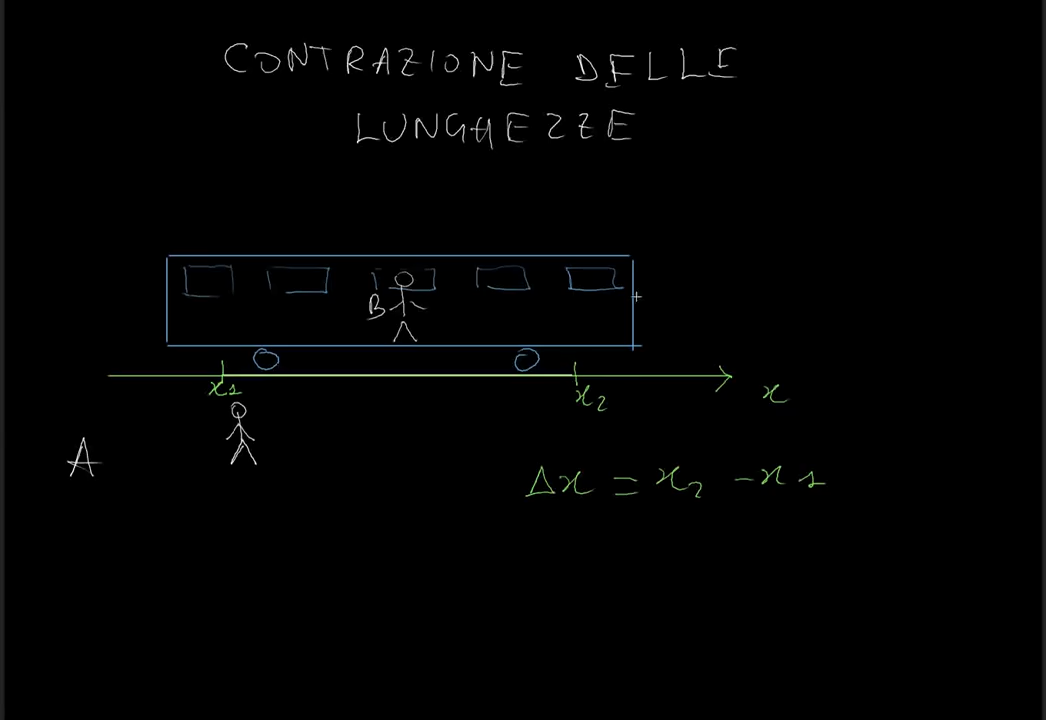 CONTRAZIONE DELLE
LUNGHEZZE
B
x1
x2
x
A
Δx = x2 - x1